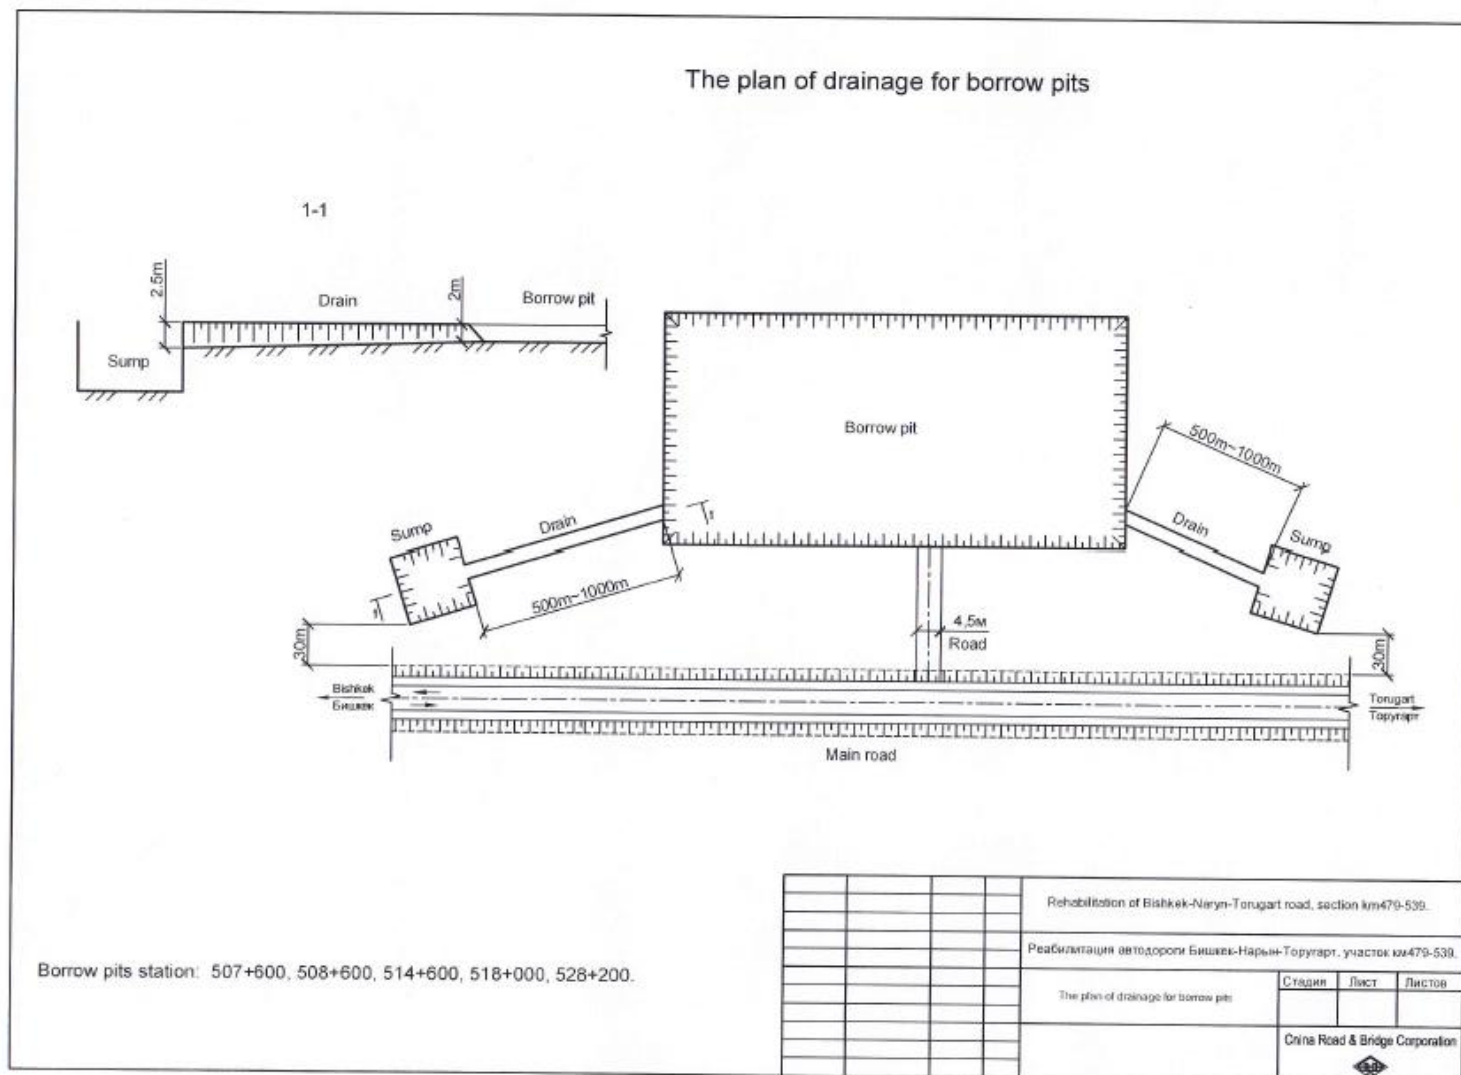 The plan of drainage for borrow pits
1-1
2.5m
Drain
2m
Borrow pit
Sump
Borrow pit
500m~1000m
Drain
Sump
Sump
Drain
500m~1000m
1
1
30m
4,5м
Road
30m
Bishkek
Бишкек
Torugart
Торугарт
Main road
Borrow pits station: 507+600, 508+600, 514+600, 518+000, 528+200.
Rehabilitation of Bishkek-Naryn-Torugart road, section km479-539.
Реабилитация автодороги Бишкек-Нарын-Торугарт, участок км479-539.
The plan of drainage for borrow pits
Стадия Лист Листов
China Road & Bridge Corporation